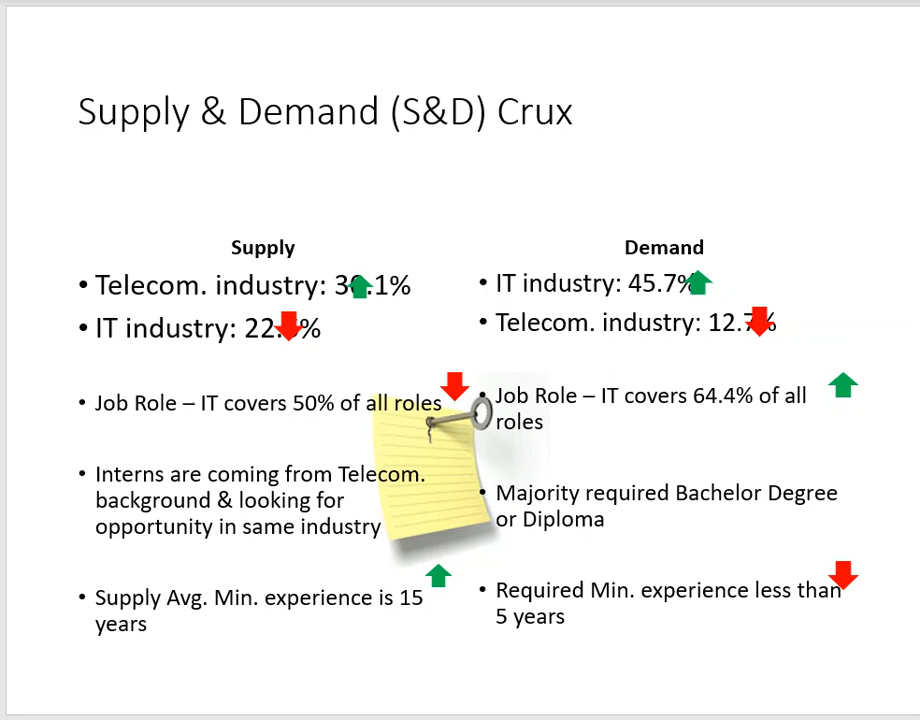 Supply & Demand (S&D) Crux
Supply
• Telecom. industry:
• IT industry:
• Job Role – IT covers 50% of all roles
• Interns are coming from Telecom.
background & looking for
opportunity in same industry
• Supply Avg. Min. experience is 15
years
Demand
• IT industry: 45.7%
• Telecom. industry: 12.7%
• Job Role – IT covers 64.4% of all
roles
• Majority required Bachelor Degree
or Diploma
• Required Min. experience less than
5 years